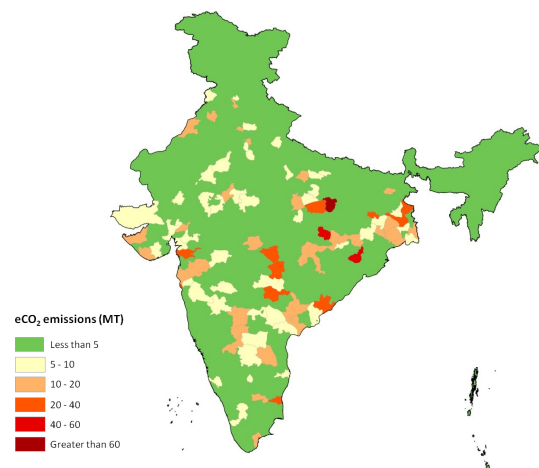 eCO₂ emissions (MT)
Less than 5
5 - 10
10 - 20
20 - 40
40 - 60
Greater than 60